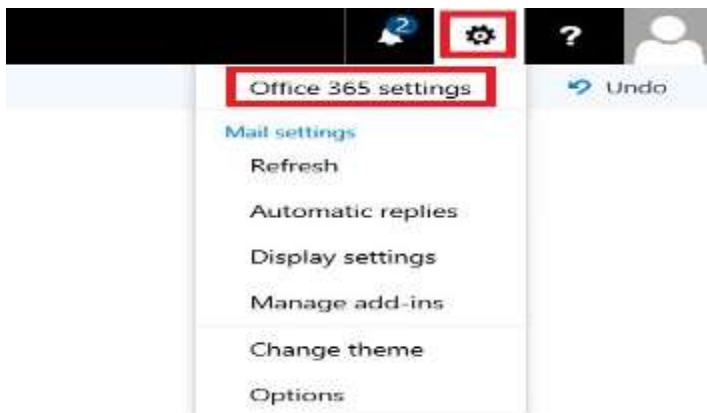 2
?
Office 365 settings
Undo
Mail settings
Refresh
Automatic replies
Display settings
Manage add-ins
Change theme
Options